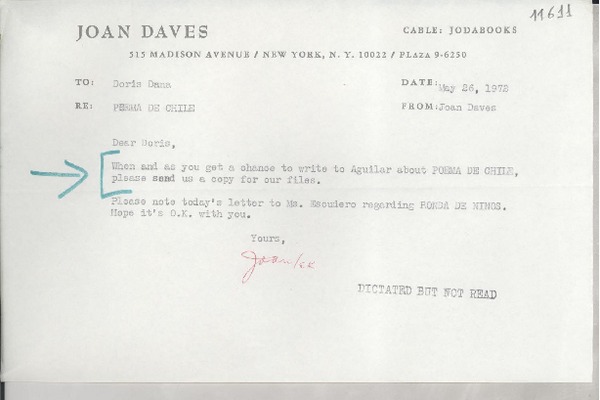 11611
JOAN DAVES
CABLE: JODABOOKS
515 MADISON AVENUE / NEW YORK, N. Y. 10022 / PLAZA 9-6250
TO: Doris Dana
DATE: May 26, 1972
RE: POEMA DE CHILE
FROM: Joan Daves
Dear Doris,
When and as you get a chance to write to Aguilar about POEMA DE CHILE,
please send us a copy for our files.
Please note today's letter to Ms. Escudero regarding RONDA DE NINOS.
Hope it's O.K. with you.
Yours,
Joan/
DICTATED BUT NOT READ